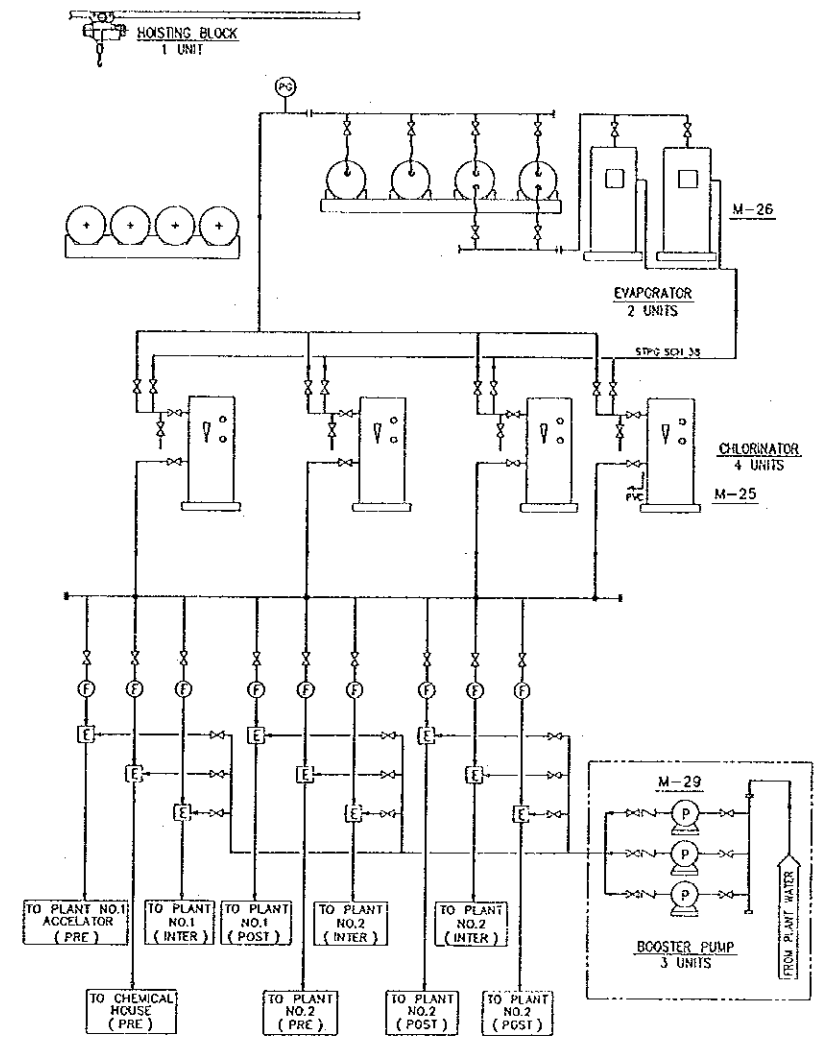 HOISTING BLOCK
1 UNIT
PG
M-26
EVAPORATOR
2 UNITS
STPG SCH 38
CHLORINATOR
4 UNITS
PVC
M-25
F F F F F F F F F
E E E
E E E
E E E
M-29
P
P
P
BOOSTER PUMP
3 UNITS
FROM PLANT WATER
TO PLANT NO.1
ACCELATOR
( PRE )
TO PLANT
NO.1
( INTER )
TO PLANT
NO.1
( POST )
TO PLANT
NO.2
( INTER )
TO PLANT
NO.2
( INTER )
TO CHEMICAL
HOUSE
( PRE )
TO PLANT
NO.2
( PRE )
TO PLANT
NO.2
( POST )
TO PLANT
NO.2
( POST )